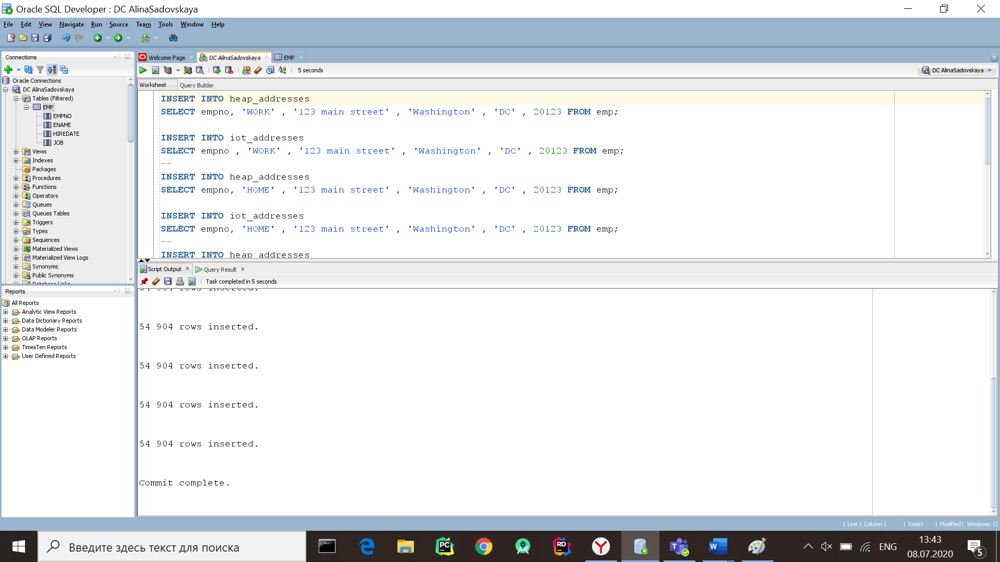 Oracle SQL Developer : DC AlinaSadovskaya
File Edit View Navigate Run Source Team Tools Window Help
Connections
Oracle Connections
DC AlinaSadovskaya
Tables (Filtered)
EMP
EMPNO
ENAME
HIREDATE
JOB
Views
Indexes
Packages
Procedures
Functions
Operators
Queues
Queues Tables
Triggers
Types
Sequences
Materialized Views
Materialized View Logs
Synonyms
Public Synonyms
Database Links
Reports
All Reports
Analytic View Reports
Data Dictionary Reports
Data Modeler Reports
OLAP Reports
TimesTen Reports
User Defined Reports
Welcome Page DC AlinaSadovskaya EMP
5 seconds DC AlinaSadovskaya
Worksheet Query Builder
INSERT INTO heap_addresses
SELECT empno, 'WORK' , '123 main street' , 'Washington' , 'DC' , 20123 FROM emp;
INSERT INTO iot_addresses
SELECT empno , 'WORK' , '123 main street' , 'Washington' , 'DC' , 20123 FROM emp;
--
INSERT INTO heap_addresses
SELECT empno, 'HOME' , '123 main street' , 'Washington' , 'DC' , 20123 FROM emp;
INSERT INTO iot_addresses
SELECT empno, 'HOME' , '123 main street' , 'Washington' , 'DC' , 20123 FROM emp;
--
INSERT INTO heap_addresses
Script Output Query Result
Task completed in 5 seconds
54 904 rows inserted.
54 904 rows inserted.
54 904 rows inserted.
54 904 rows inserted.
54 904 rows inserted.
Commit complete.
Line 1 Column 1 Insert Modified Windows: Cl
Введите здесь текст для поиска
ENG
13:43
08.07.2020
5